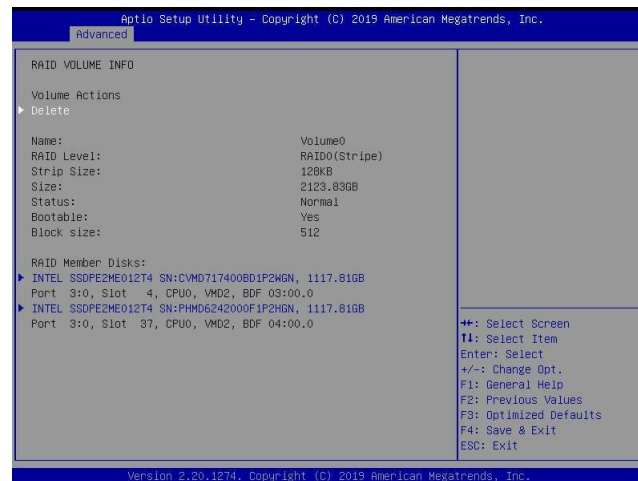 Aptio Setup Utility – Copyright (C) 2019 American Megatrends, Inc.
Advanced
RAID VOLUME INFO
Volume Actions
Delete
Name: Volume0
RAID Level: RAID0(Stripe)
Strip Size: 128KB
Size: 2123.83GB
Status: Normal
Bootable: Yes
Block size: 512
RAID Member Disks:
INTEL SSDPE2ME012T4 SN:CVMD717400BD1P2WGN, 1117.81GB
Port 3:0, Slot 4, CPU0, VMD2, BDF 03:00.0
INTEL SSDPE2ME012T4 SN:PHMD6242000F1P2HGN, 1117.81GB
Port 3:0, Slot 37, CPU0, VMD2, BDF 04:00.0
→←: Select Screen
↑↓: Select Item
Enter: Select
+/-: Change Opt.
F1: General Help
F2: Previous Values
F3: Optimized Defaults
F4: Save & Exit
ESC: Exit
Version 2.20.1274. Copyright (C) 2019 American Megatrends, Inc.